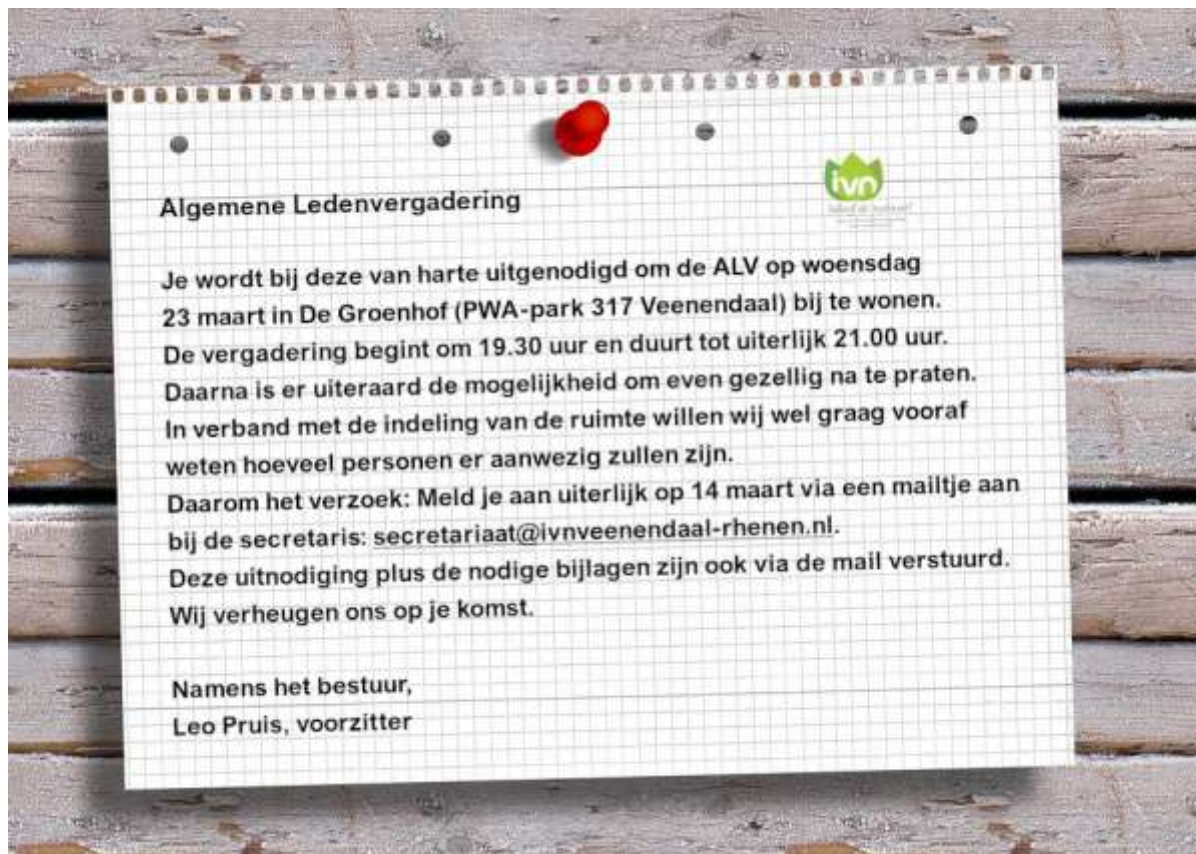 ivn
Algemene Ledenvergadering
Je wordt bij deze van harte uitgenodigd om de ALV op woensdag
23 maart in De Groenhof (PWA-park 317 Veenendaal) bij te wonen.
De vergadering begint om 19.30 uur en duurt tot uiterlijk 21.00 uur.
Daarna is er uiteraard de mogelijkheid om even gezellig na te praten.
In verband met de indeling van de ruimte willen wij wel graag vooraf
weten hoeveel personen er aanwezig zullen zijn.
Daarom het verzoek: Meld je aan uiterlijk op 14 maart via een mailtje aan
bij de secretaris: secretariaat@ivnveenendaal-rhenen.nl.
Deze uitnodiging plus de nodige bijlagen zijn ook via de mail verstuurd.
Wij verheugen ons op je komst.
Namens het bestuur,
Leo Pruis, voorzitter